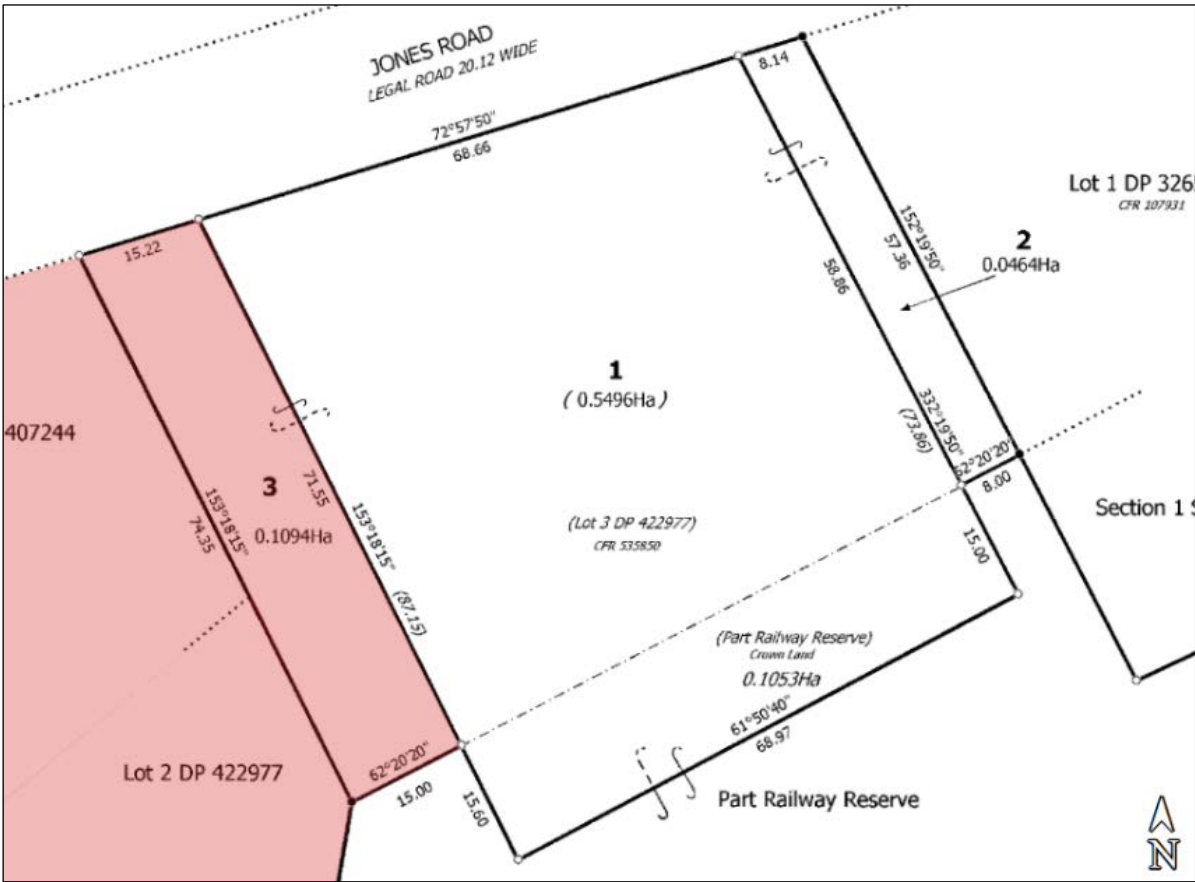 JONES ROAD
LEGAL ROAD 20.12 WIDE
8.14
72°57'50"
68.66
15.22
Lot 1 DP 326
CFR 107931
152°19'50"
57.36
2
0.0464Ha
58.86
1
( 0.5496Ha )
407244
332°19'50"
(73.86)
62°20'20"
8.00
3
0.1094Ha
71.55
153°18'15"
(87.15)
153°18'15"
74.35
(Lot 3 DP 422977)
CFR 535850
Section 1
15.00
(Part Railway Reserve)
Crown Land
0.1053Ha
61°50'40"
68.97
Lot 2 DP 422977
62°20'20"
15.00
15.60
Part Railway Reserve
N